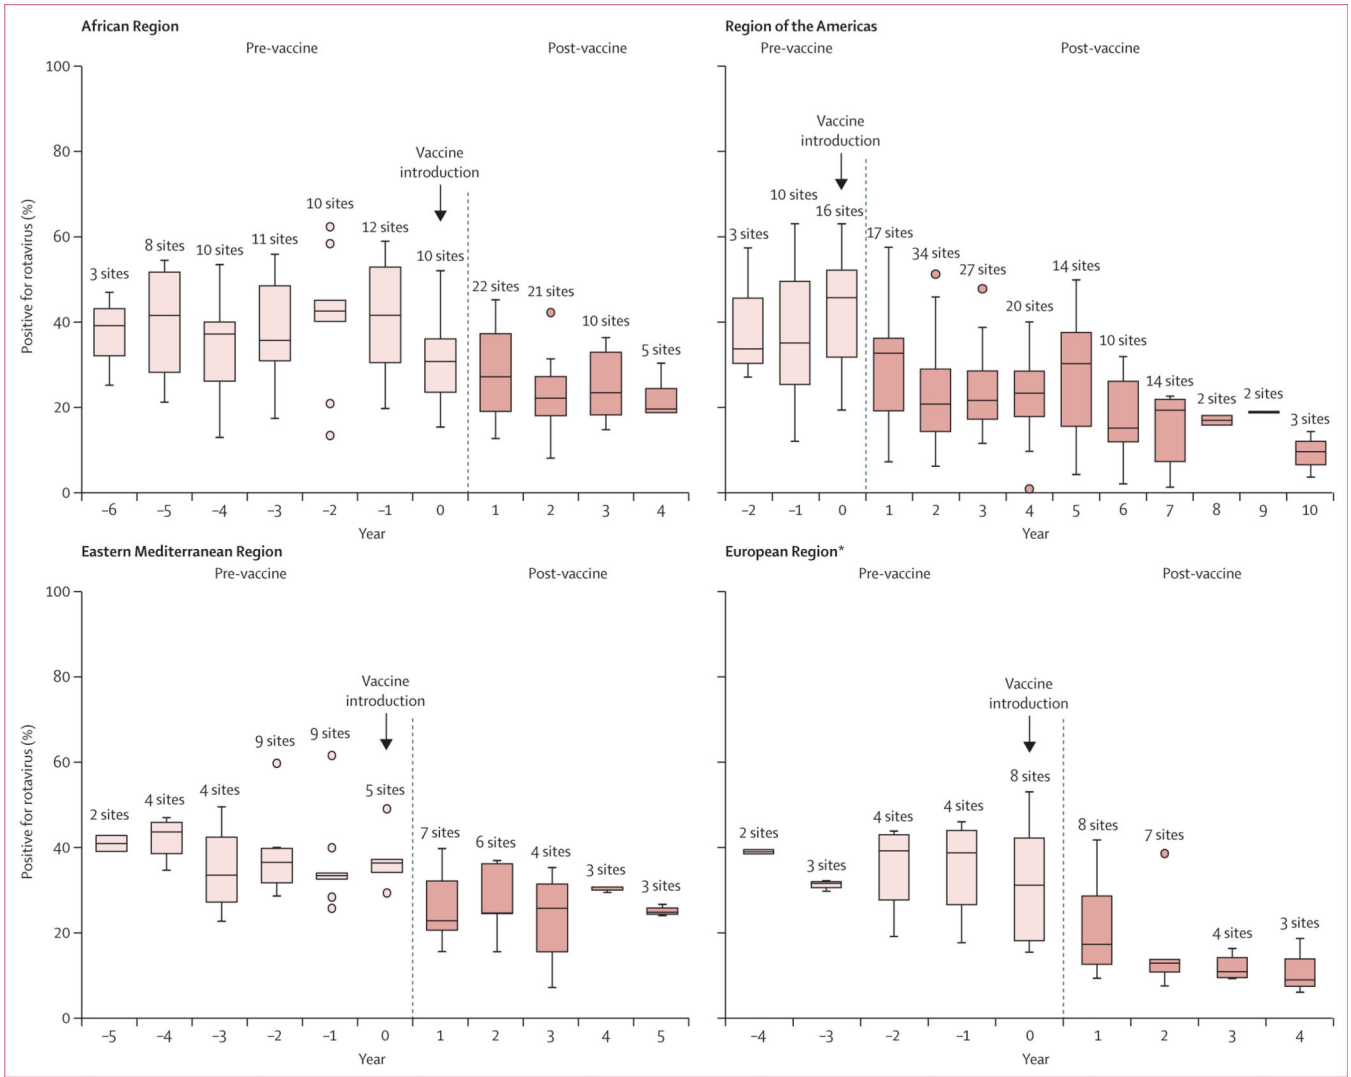 African Region
Pre-vaccine Post-vaccine
Positive for rotavirus (%)
100
80
60
40
20
0
3 sites
8 sites
10 sites
11 sites
10 sites
12 sites
Vaccine
introduction
10 sites
22 sites
21 sites
10 sites
5 sites
–6 –5 –4 –3 –2 –1 0 1 2 3 4
Year
Region of the Americas
Pre-vaccine Post-vaccine
3 sites
10 sites
Vaccine
introduction
16 sites
17 sites
34 sites
27 sites
20 sites
14 sites
10 sites
14 sites
2 sites
2 sites
3 sites
–2 –1 0 1 2 3 4 5 6 7 8 9 10
Year
Eastern Mediterranean Region
Pre-vaccine Post-vaccine
Positive for rotavirus (%)
100
80
60
40
20
0
2 sites
4 sites
4 sites
9 sites
9 sites
Vaccine
introduction
5 sites
7 sites
6 sites
4 sites
3 sites
3 sites
–5 –4 –3 –2 –1 0 1 2 3 4 5
Year
European Region*
Pre-vaccine Post-vaccine
2 sites
3 sites
4 sites
4 sites
Vaccine
introduction
8 sites
8 sites
7 sites
4 sites
3 sites
–4 –3 –2 –1 0 1 2 3 4
Year